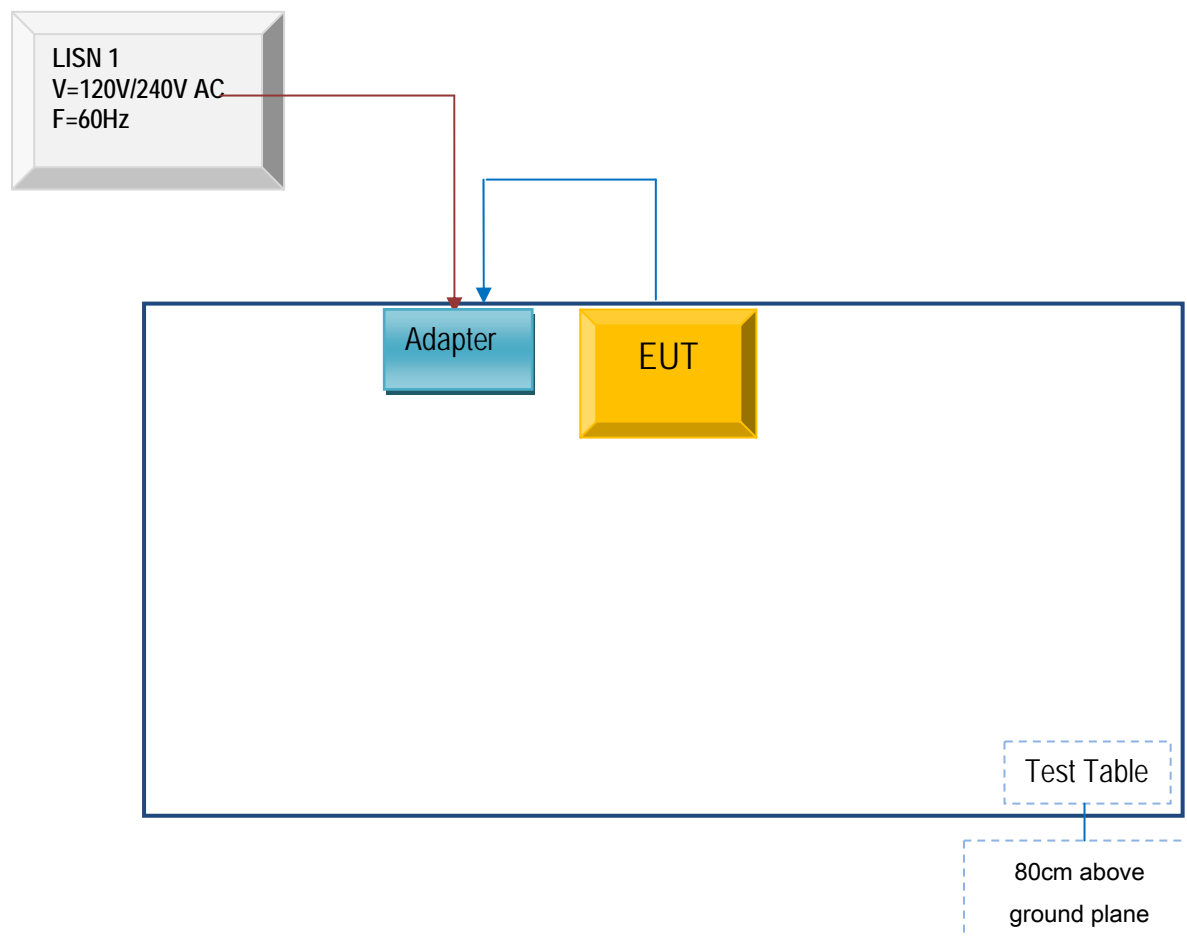 LISN 1
V=120V/240V AC
F=60Hz
Adapter
EUT
Test Table
80cm above
ground plane